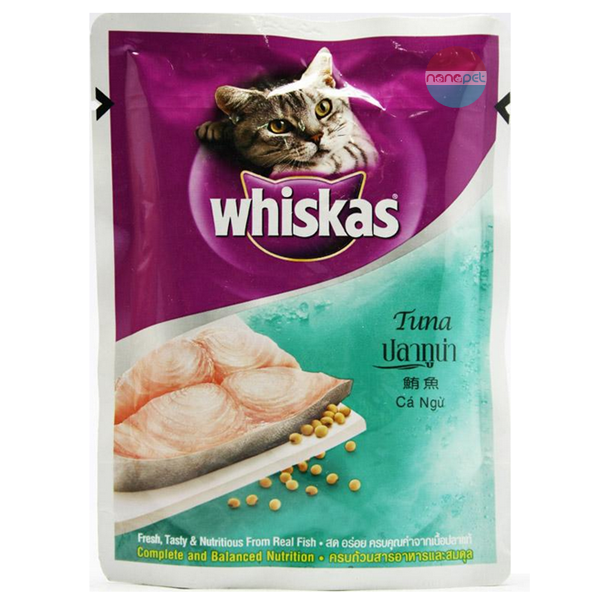 nanapet
whiskas®
Tuna
ปลาทูน่า
鮪魚
Cá Ngừ
Fresh, Tasty & Nutritious From Real Fish • สด อร่อย ครบคุณค่าจากเนื้อปลาแท้
Complete and Balanced Nutrition • ครบถ้วนสารอาหารและสมดุล